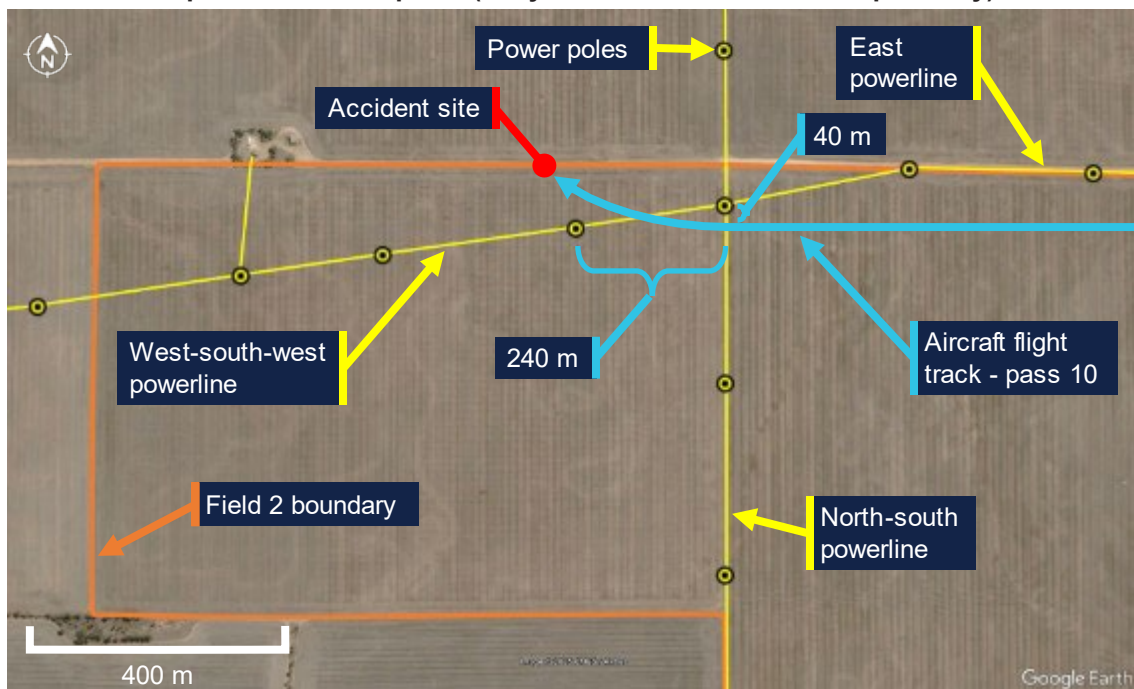 N
Power poles
East
powerline
Accident site
40 m
West-south-west
powerline
240 m
Aircraft flight
track - pass 10
Field 2 boundary
North-south
powerline
400 m
Google Earth